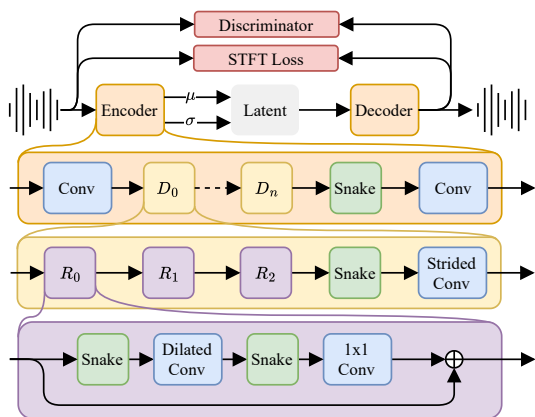 Discriminator
STFT Loss
Encoder
μ
σ
Latent
Decoder
Conv
D₀
Dₙ
Snake
Conv
R₀
R₁
R₂
Snake
Strided
Conv
Snake
Dilated
Conv
Snake
1x1
Conv